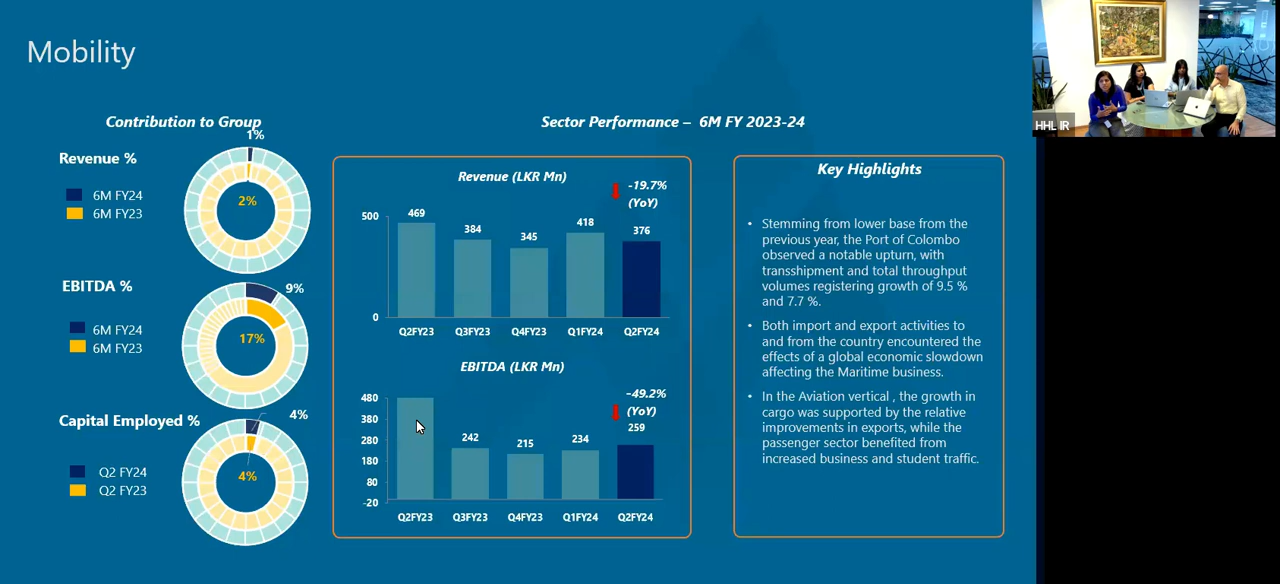 Mobility
Contribution to Group
1%
Revenue %
6M FY24
6M FY23
2%
EBITDA %
9%
6M FY24
6M FY23
17%
Capital Employed %
4%
Q2 FY24
Q2 FY23
4%
Sector Performance – 6M FY 2023-24
Revenue (LKR Mn)
-19.7%
(YoY)
500
469
384
345
418
376
0
Q2FY23
Q3FY23
Q4FY23
Q1FY24
Q2FY24
EBITDA (LKR Mn)
-49.2%
(YoY)
480
380
280
180
80
-20
242
215
234
259
Q2FY23
Q3FY23
Q4FY23
Q1FY24
Q2FY24
Key Highlights
• Stemming from lower base from the
previous year, the Port of Colombo
observed a notable upturn, with
transshipment and total throughput
volumes registering growth of 9.5 %
and 7.7 %.
• Both import and export activities to
and from the country encountered the
effects of a global economic slowdown
affecting the Maritime business.
• In the Aviation vertical , the growth in
cargo was supported by the relative
improvements in exports, while the
passenger sector benefited from
increased business and student traffic.
HHL IR